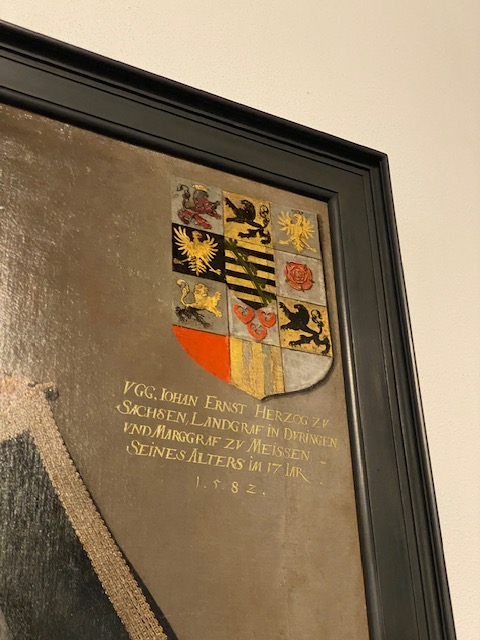 VGG, IOHAN ERNST HERZOG ZV
SACHSEN, LANDGRAF IN DVRINGEN
VND MARGGRAF ZV MEISSEN –
SEINES ALTERS IM 17 IAR.
1.5.8 2.